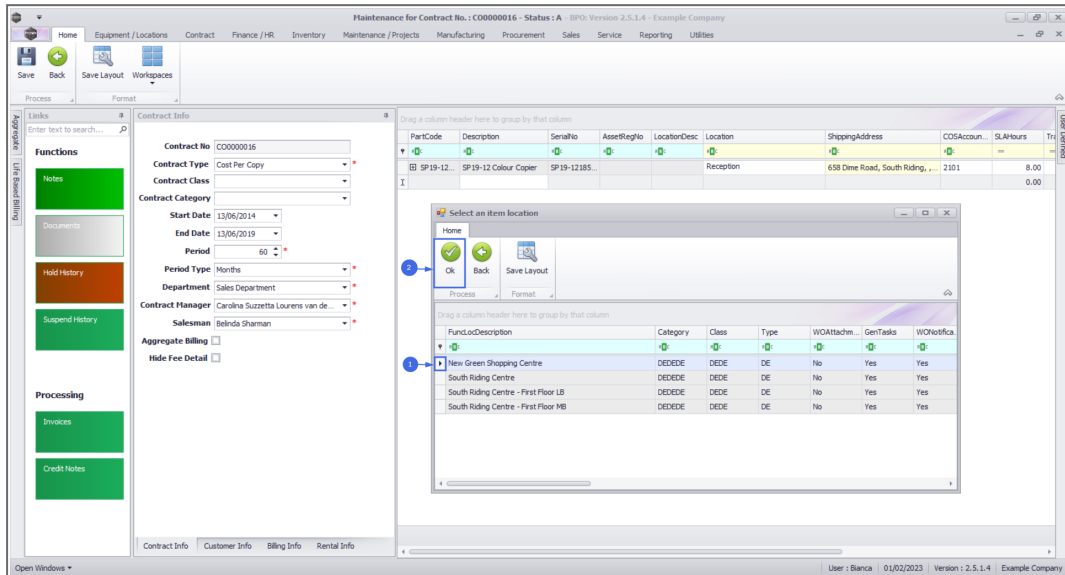 Maintenance for Contract No. : CO0000016 - Status : A - BPO: Version 2.5.1.4 - Example Company
Home Equipment / Locations Contract Finance / HR Inventory Maintenance / Projects Manufacturing Procurement Sales Service Reporting Utilities
Save Back Save Layout Workspaces
Process Format
Aggregate
Life Based Billing
Links
Enter text to search...
Functions
Notes
Documents
Hold History
Suspend History
Processing
Invoices
Credit Notes
Contract Info
Contract No CO0000016
Contract Type Cost Per Copy *
Contract Class
Contract Category
Start Date 13/06/2014
End Date 13/06/2019
Period 60 *
Period Type Months *
Department Sales Department *
Contract Manager Carolina Suzzetta Lourens van de... *
Salesman Belinda Sharman *
Aggregate Billing
Hide Fee Detail
Contract Info Customer Info Billing Info Rental Info
Drag a column header here to group by that column
PartCode Description SerialNo AssetRegNo LocationDesc Location ShippingAddress COSAccoun... SLAHours Tra
SP19-12... SP19-12 Colour Copier SP19-12185... Reception 658 Dime Road, South Riding, ,... 2101 8.00
0.00
User Defined
Select an item location
Home
Ok Back Save Layout
Process Format
2
Drag a column header here to group by that column
FuncLocDescription Category Class Type WOAttachm... GenTasks WONotifica...
1
New Green Shopping Centre DEDEDE DEDE DE No Yes Yes
South Riding Centre DEDEDE DEDE DE No Yes Yes
South Riding Centre - First Floor LB DEDEDE DEDE DE No Yes Yes
South Riding Centre - First Floor MB DEDEDE DEDE DE No Yes Yes
Open Windows
User : Bianca 01/02/2023 Version : 2.5.1.4 Example Company